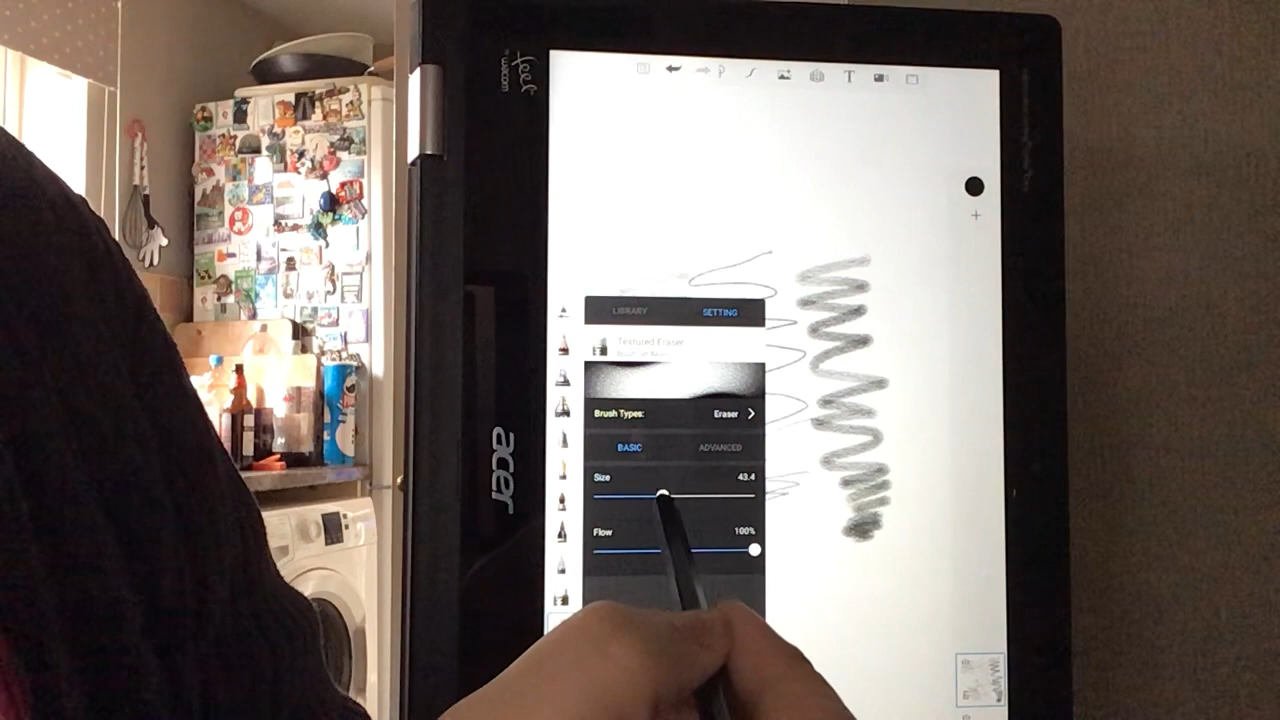 feel
wacom
acer
T
LIBRARY
SETTING
Textured Eraser
Brush Types:
Eraser
BASIC
ADVANCED
Size
43.4
Flow
100%